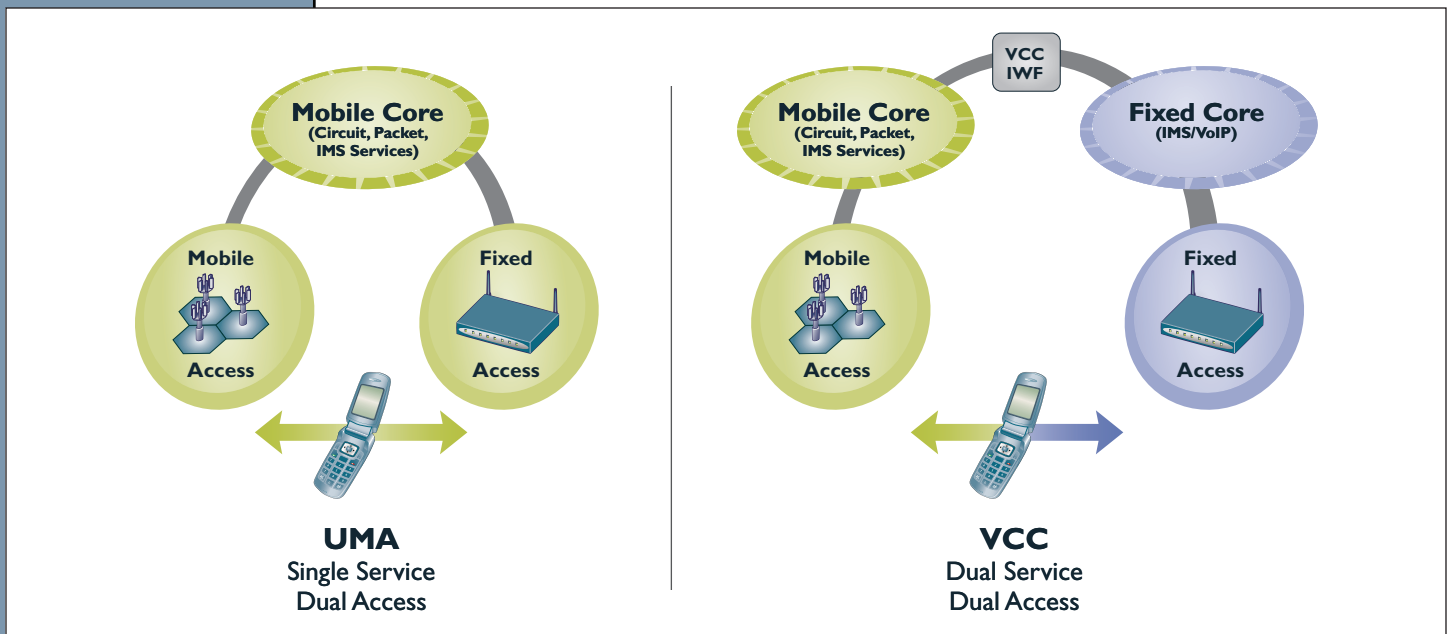 Mobile Core
(Circuit, Packet,
IMS Services)
Mobile
Access
Fixed
Access
UMA
Single Service
Dual Access
VCC
IWF
Mobile Core
(Circuit, Packet,
IMS Services)
Fixed Core
(IMS/VoIP)
Mobile
Access
Fixed
Access
VCC
Dual Service
Dual Access